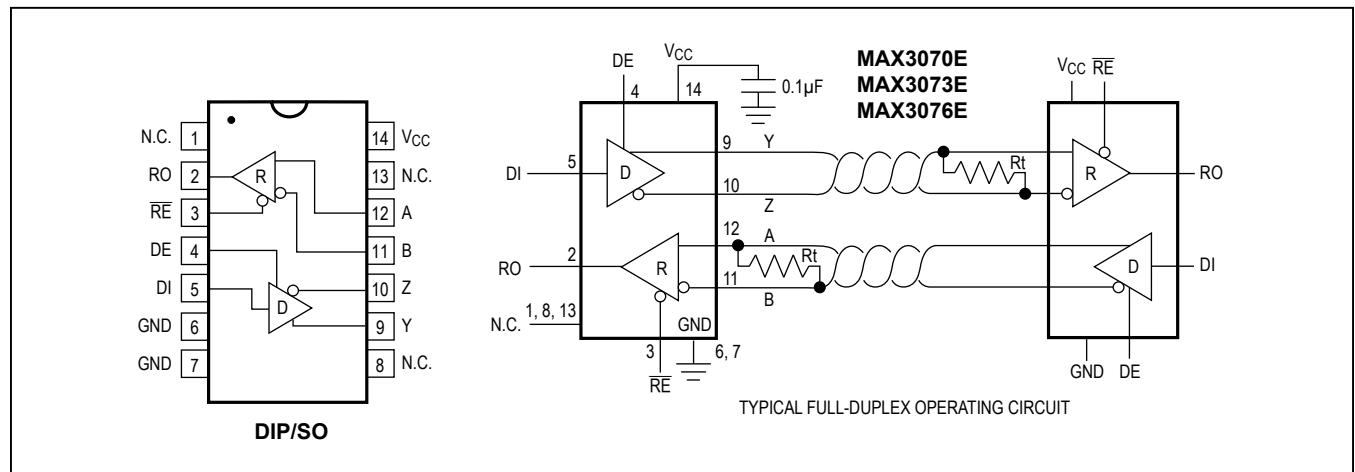 N.C. 1
RO 2
RE 3
DE 4
DI 5
GND 6
GND 7
14 VCC
13 N.C.
12 A
11 B
10 Z
9 Y
8 N.C.
R
D
DIP/SO
DE
4
VCC
14
0.1µF
MAX3070E
MAX3073E
MAX3076E
VCC RE
DI 5
D
9 Y
10
Z
Rt
R
RO
RO 2
R
12 A
11
B
Rt
D
DI
N.C. 1, 8, 13
GND
3
RE
6, 7
GND DE
TYPICAL FULL-DUPLEX OPERATING CIRCUIT